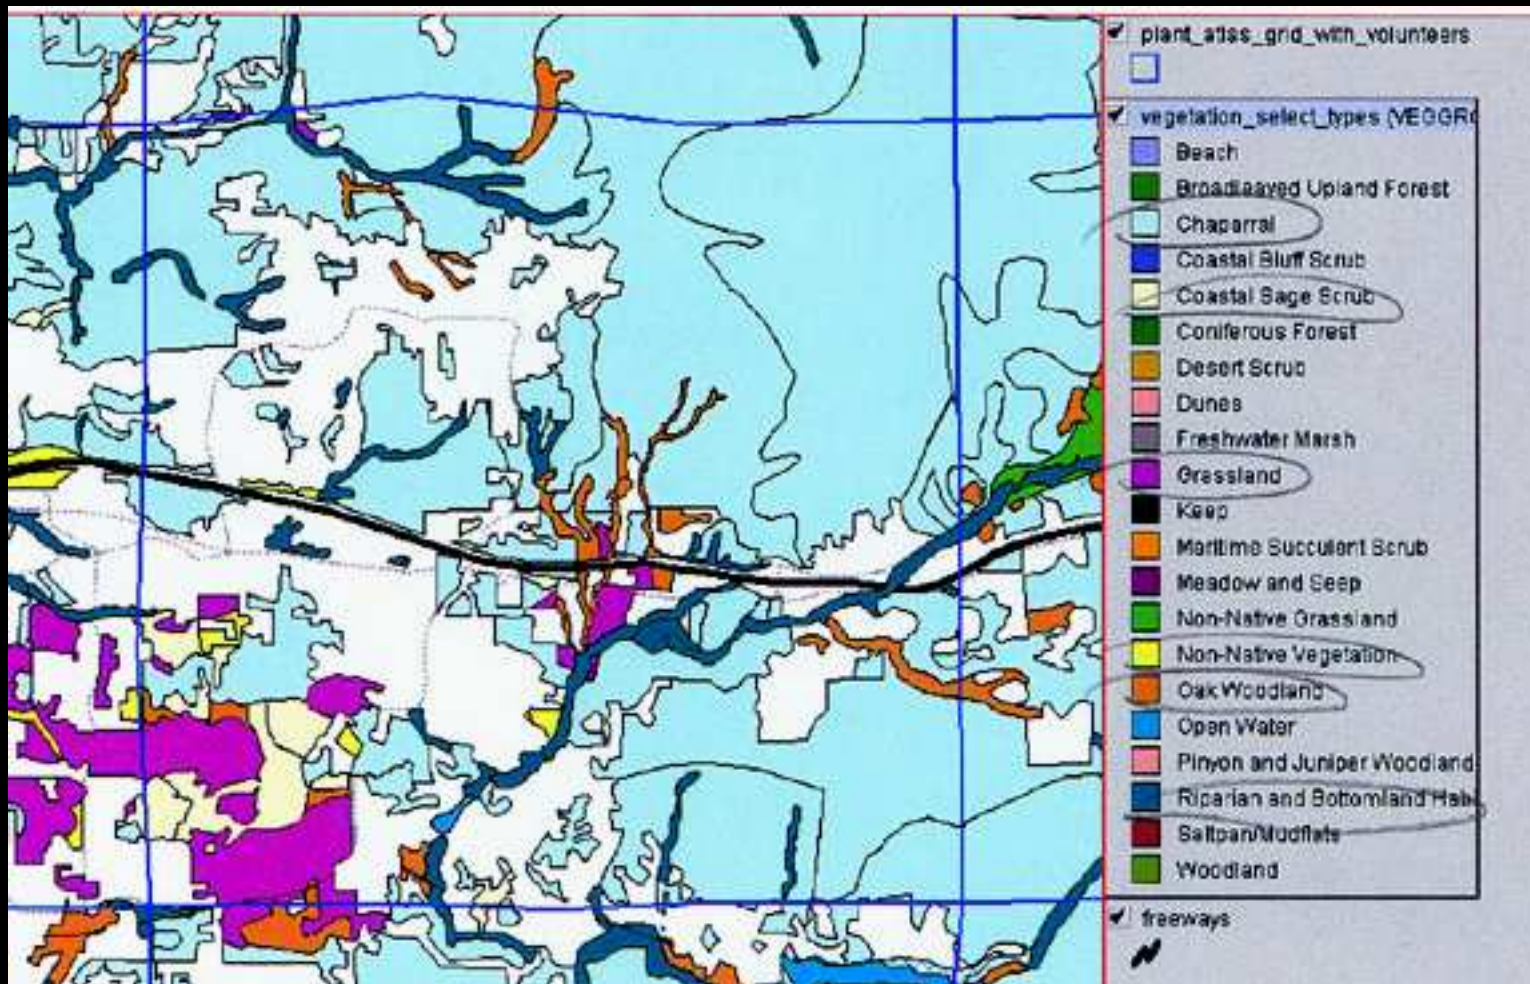 plant_atlas_grid_with_volunteers
vegetation_select_types (VEGGR
Beach
Broadleaved Upland Forest
Chaparral
Coastal Bluff Scrub
Coastal Sage Scrub
Coniferous Forest
Desert Scrub
Dunes
Freshwater Marsh
Grassland
Keep
Maritime Succulent Scrub
Meadow and Seep
Non-Native Grassland
Non-Native Vegetation
Oak Woodland
Open Water
Pinyon and Juniper Woodland
Riparian and Bottomland Hab
Saltpan/Mudflats
Woodland
freeways